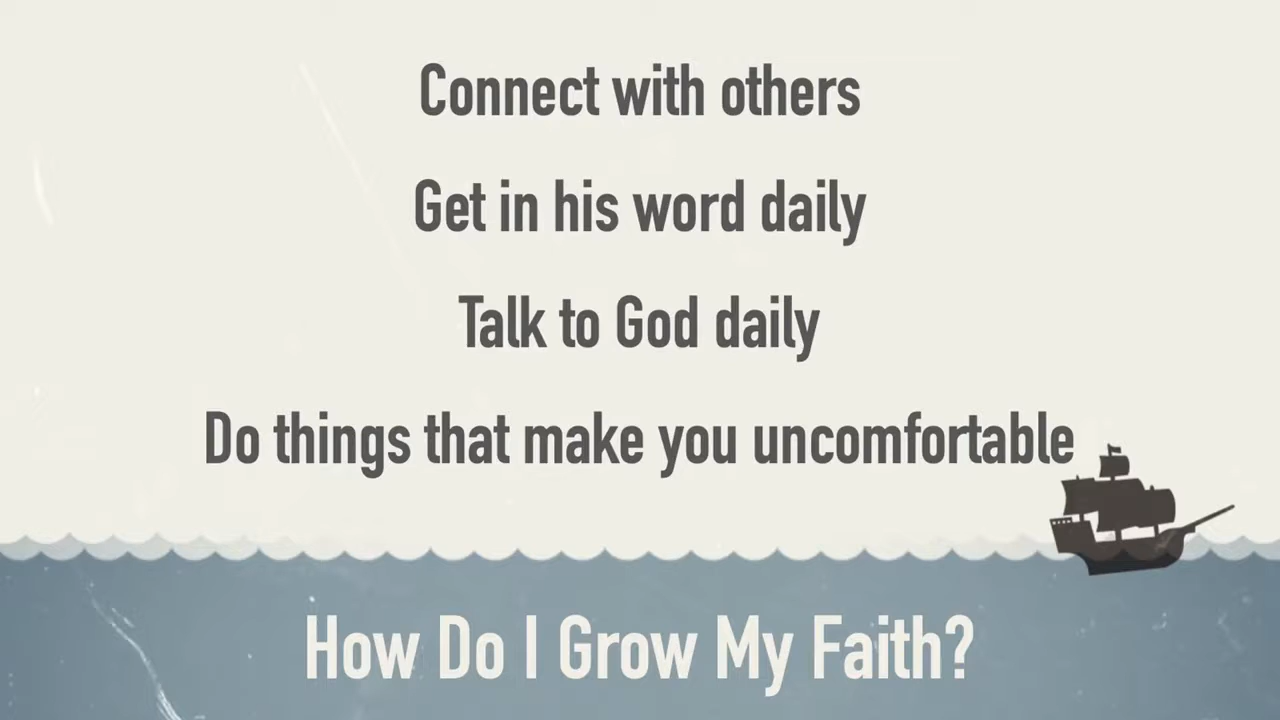 Connect with others
Get in his word daily
Talk to God daily
Do things that make you uncomfortable
How Do I Grow My Faith?